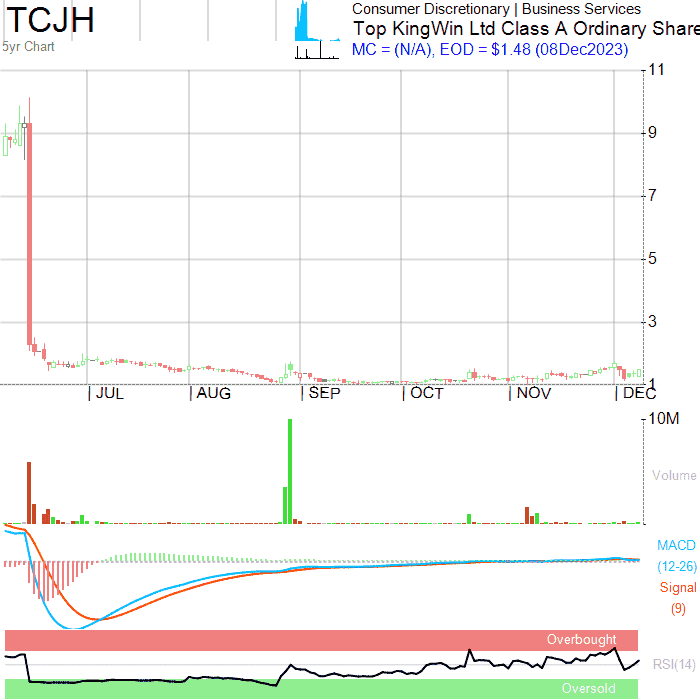 TCJH
5yr Chart
Consumer Discretionary | Business Services
Top KingWin Ltd Class A Ordinary Share
MC = (N/A), EOD = $1.48 (08Dec2023)
11
9
7
5
3
1
JUL AUG SEP OCT NOV DEC
10M
Volume
MACD
(12-26)
Signal
(9)
Overbought
RSI(14)
Oversold